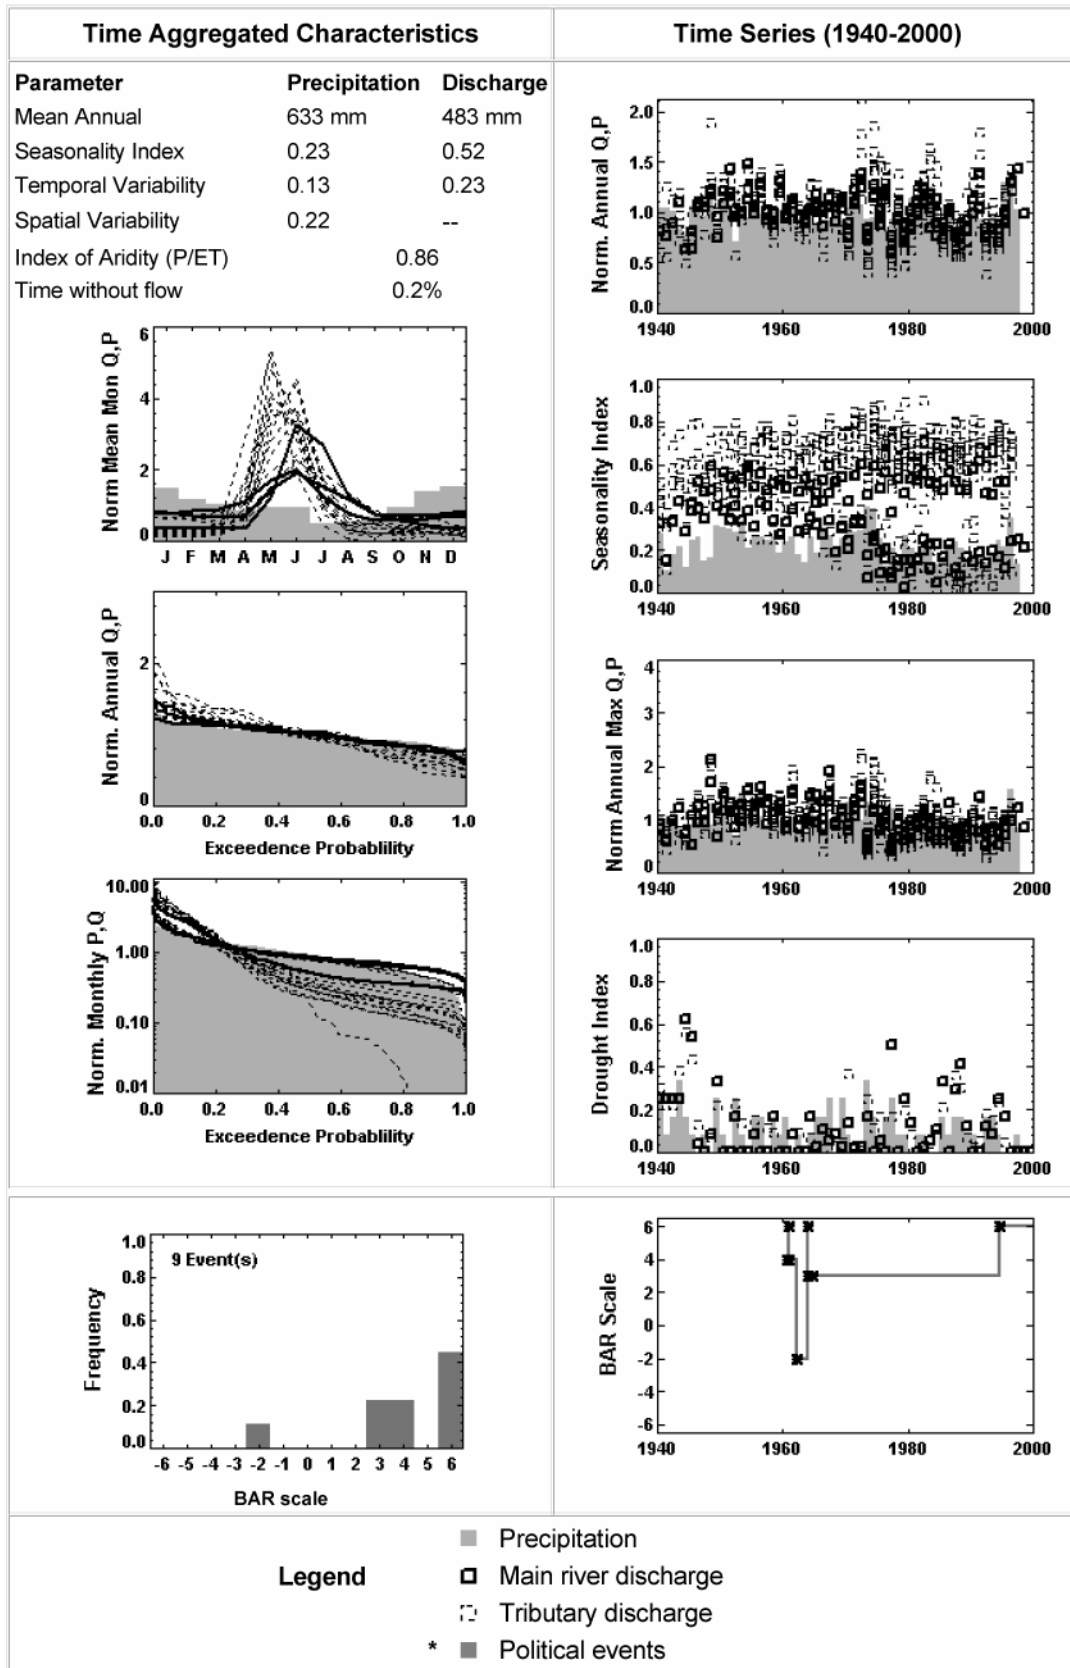 Time Aggregated Characteristics
Parameter Precipitation Discharge
Mean Annual 633 mm 483 mm
Seasonality Index 0.23 0.52
Temporal Variability 0.13 0.23
Spatial Variability 0.22 --
Index of Aridity (P/ET) 0.86
Time without flow 0.2%
Norm Mean Mon Q,P
6
4
2
0
J F M A M J J A S O N D
Norm. Annual Q,P
2
0
0.0 0.2 0.4 0.6 0.8 1.0
Exceedence Probablility
Norm. Monthly P,Q
10.00
1.00
0.10
0.01
0.0 0.2 0.4 0.6 0.8 1.0
Exceedence Probablility
Time Series (1940-2000)
Norm. Annual Q,P
2.0
1.5
1.0
0.5
0.0
1940 1960 1980 2000
Seasonality Index
1.0
0.8
0.6
0.4
0.2
0.0
1940 1960 1980 2000
Norm Annual Max Q,P
4
3
2
1
0
1940 1960 1980 2000
Drought Index
1.0
0.8
0.6
0.4
0.2
0.0
1940 1960 1980 2000
Frequency
9 Event(s)
1.0
0.8
0.6
0.4
0.2
0.0
-6 -5 -4 -3 -2 -1 0 1 2 3 4 5 6
BAR scale
BAR Scale
6
4
2
0
-2
-4
-6
1940 1960 1980 2000
Legend
Precipitation
Main river discharge
Tributary discharge
* Political events